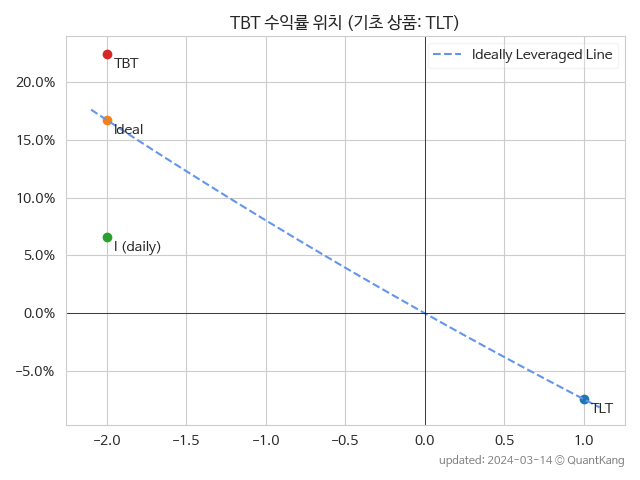 TBT 수익률 위치 (기초 상품: TLT)
Ideally Leveraged Line
TBT
Ideal
I (daily)
TLT
20.0%
15.0%
10.0%
5.0%
0.0%
−5.0%
−2.0
−1.5
−1.0
−0.5
0.0
0.5
1.0
updated: 2024-03-14 © QuantKang